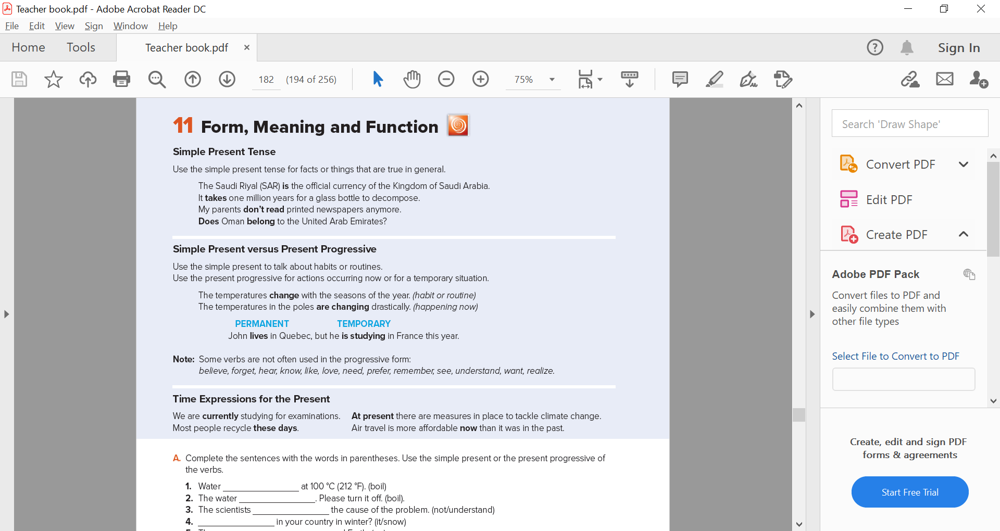 Teacher book.pdf - Adobe Acrobat Reader DC
File Edit View Sign Window Help
Home Tools Teacher book.pdf × ? Sign In
182 (194 of 256) 75%
11 Form, Meaning and Function
Simple Present Tense
Use the simple present tense for facts or things that are true in general.
The Saudi Riyal (SAR) is the official currency of the Kingdom of Saudi Arabia.
It takes one million years for a glass bottle to decompose.
My parents don't read printed newspapers anymore.
Does Oman belong to the United Arab Emirates?
Simple Present versus Present Progressive
Use the simple present to talk about habits or routines.
Use the present progressive for actions occurring now or for a temporary situation.
The temperatures change with the seasons of the year. (habit or routine)
The temperatures in the poles are changing drastically. (happening now)
PERMANENT TEMPORARY
John lives in Quebec, but he is studying in France this year.
Note: Some verbs are not often used in the progressive form:
believe, forget, hear, know, like, love, need, prefer, remember, see, understand, want, realize.
Time Expressions for the Present
We are currently studying for examinations. At present there are measures in place to tackle climate change.
Most people recycle these days. Air travel is more affordable now than it was in the past.
A. Complete the sentences with the words in parentheses. Use the simple present or the present progressive of
the verbs.
1. Water ________________ at 100 °C (212 °F). (boil)
2. The water ________________. Please turn it off. (boil).
3. The scientists ________________ the cause of the problem. (not/understand)
4. ________________ in your country in winter? (it/snow)
Search 'Draw Shape'
Convert PDF
Edit PDF
Create PDF
Adobe PDF Pack
Convert files to PDF and
easily combine them with
other file types
Select File to Convert to PDF
Create, edit and sign PDF
forms & agreements
Start Free Trial